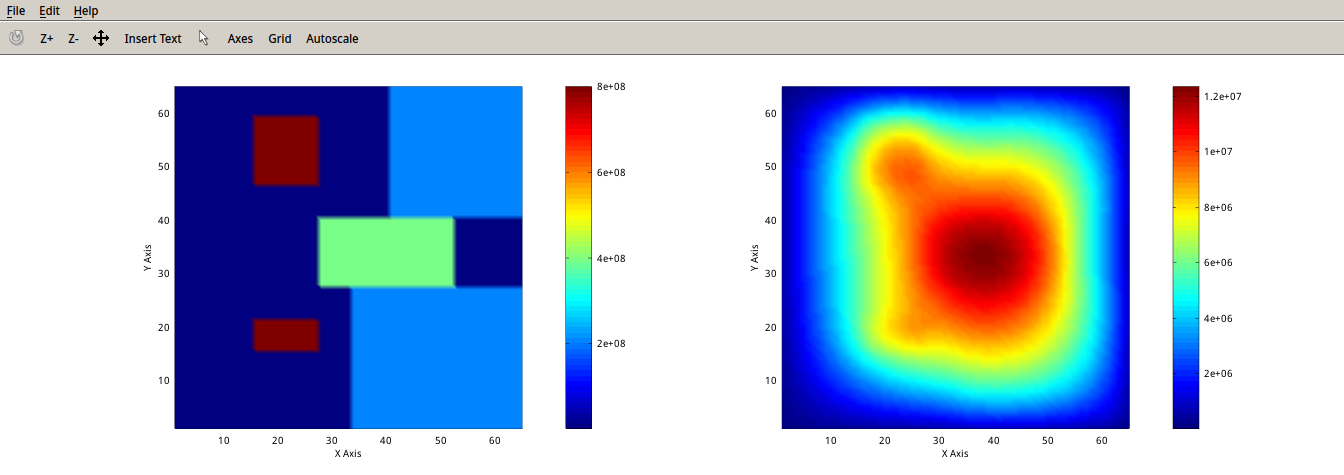 File Edit Help
Z+ Z- Insert Text Axes Grid Autoscale
60
50
40
30
20
10
Y Axis
10 20 30 40 50 60
X Axis
8e+08
6e+08
4e+08
2e+08
60
50
40
30
20
10
Y Axis
10 20 30 40 50 60
X Axis
1.2e+07
1e+07
8e+06
6e+06
4e+06
2e+06